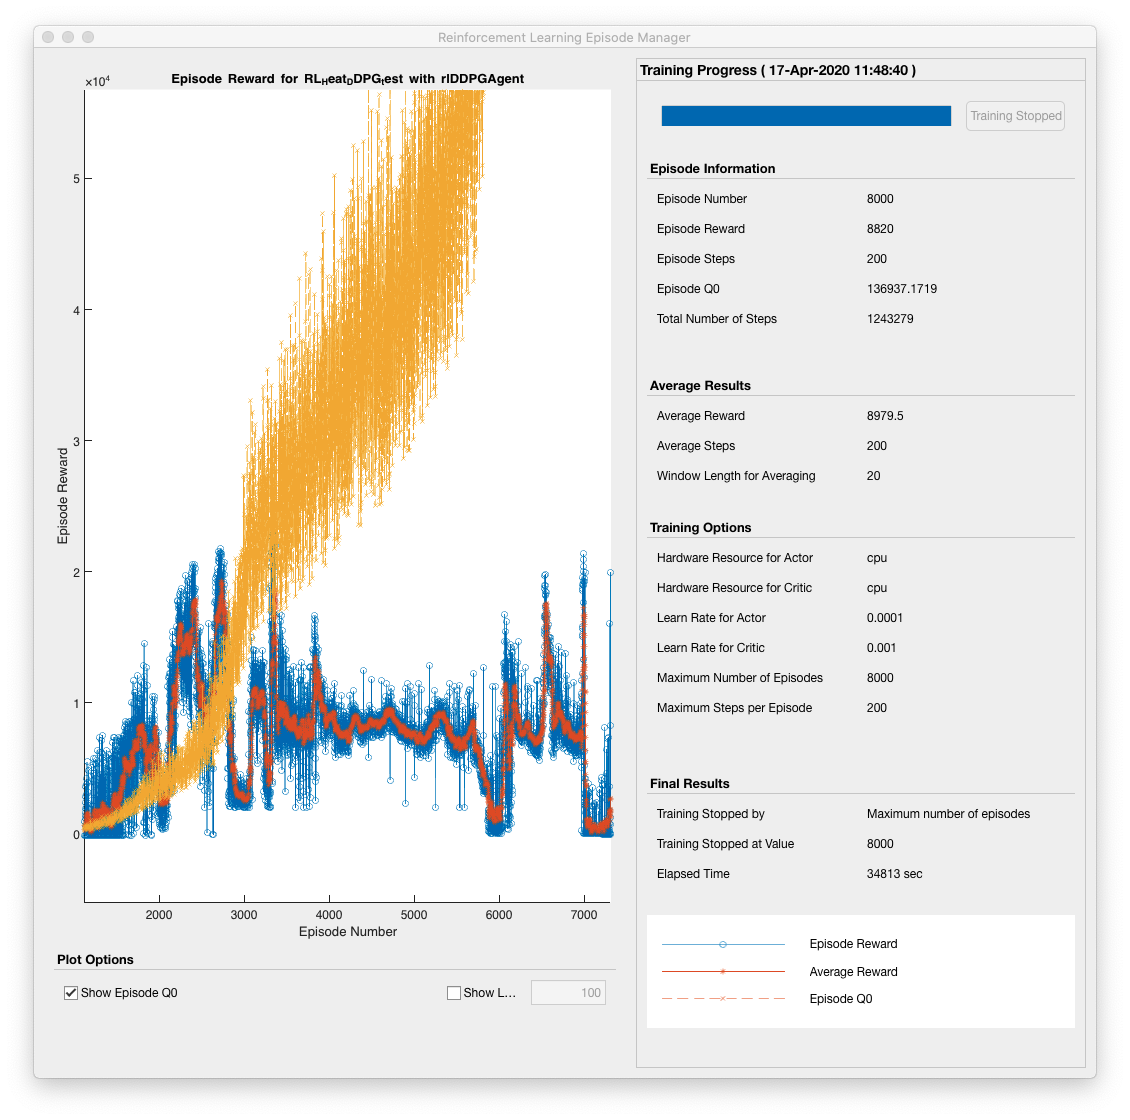 Reinforcement Learning Episode Manager
×10⁴
Episode Reward for RL_Heat_DDPG_test with rlDDPGAgent
5
4
3
2
1
0
Episode Reward
2000 3000 4000 5000 6000 7000
Episode Number
Plot Options
Show Episode Q0
Show L...
100
Training Progress ( 17-Apr-2020 11:48:40 )
Training Stopped
Episode Information
Episode Number 8000
Episode Reward 8820
Episode Steps 200
Episode Q0 136937.1719
Total Number of Steps 1243279
Average Results
Average Reward 8979.5
Average Steps 200
Window Length for Averaging 20
Training Options
Hardware Resource for Actor cpu
Hardware Resource for Critic cpu
Learn Rate for Actor 0.0001
Learn Rate for Critic 0.001
Maximum Number of Episodes 8000
Maximum Steps per Episode 200
Final Results
Training Stopped by Maximum number of episodes
Training Stopped at Value 8000
Elapsed Time 34813 sec
Episode Reward
Average Reward
Episode Q0